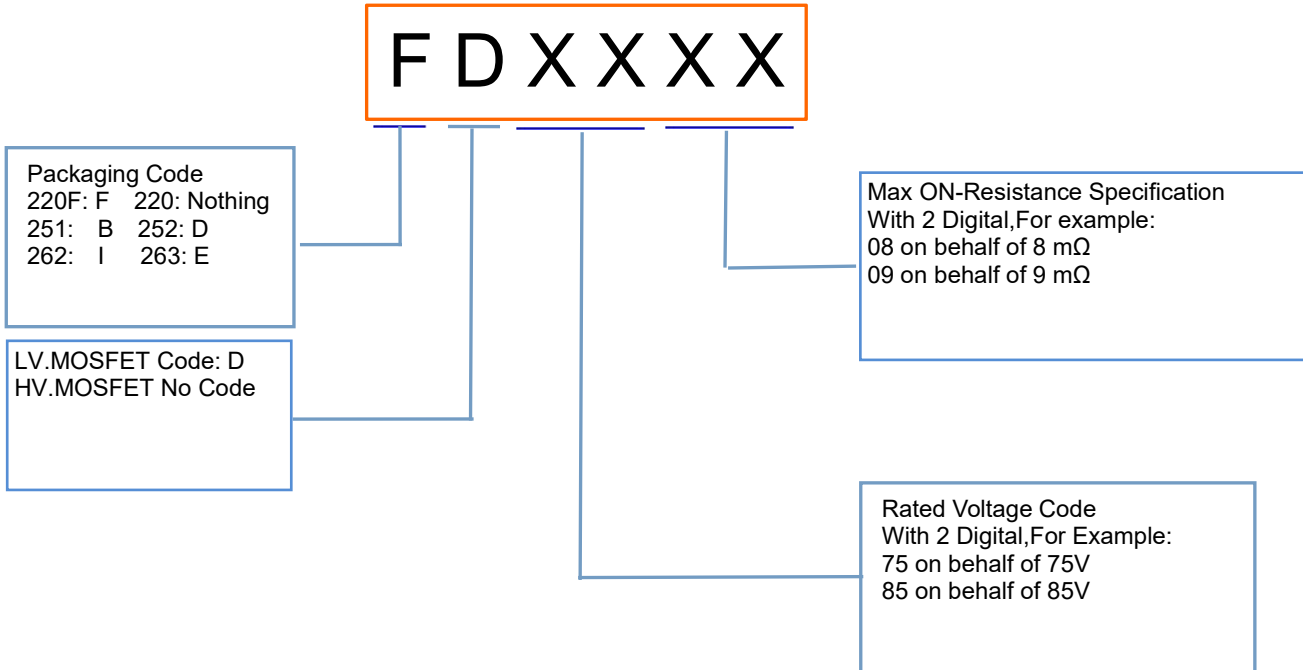 F D X X X X
Packaging Code
220F: F 220: Nothing
251: B 252: D
262: I 263: E
LV.MOSFET Code: D
HV.MOSFET No Code
Max ON-Resistance Specification
With 2 Digital,For example:
08 on behalf of 8 mΩ
09 on behalf of 9 mΩ
Rated Voltage Code
With 2 Digital,For Example:
75 on behalf of 75V
85 on behalf of 85V